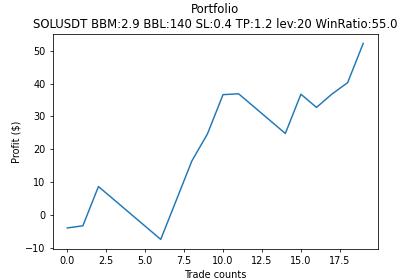 Portfolio
SOLUSDT BBM:2.9 BBL:140 SL:0.4 TP:1.2 lev:20 WinRatio:55.0
50
40
30
20
10
0
−10
Profit ($)
0.0 2.5 5.0 7.5 10.0 12.5 15.0 17.5
Trade counts